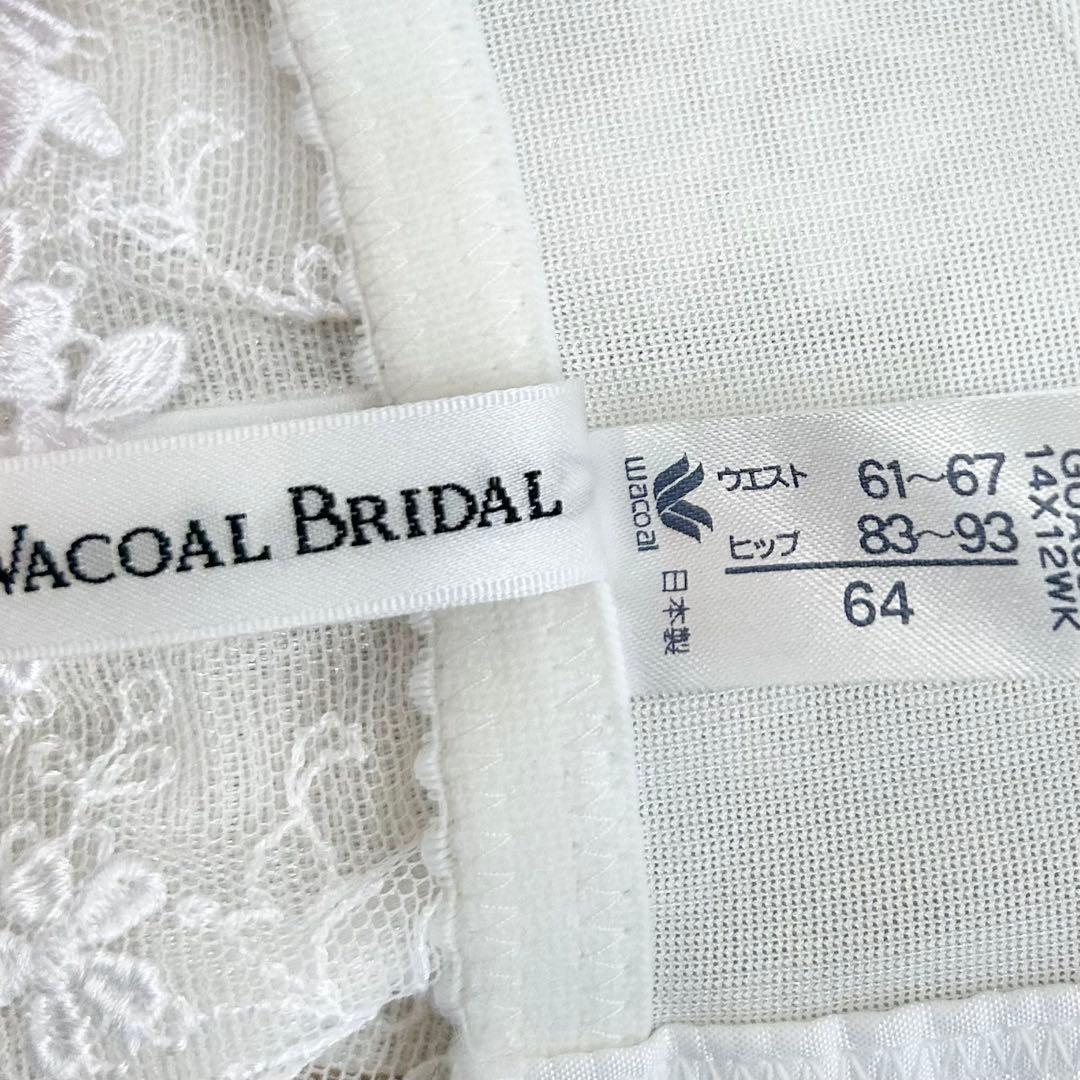 WACOAL BRIDAL
wacoal
日本製
ウエスト 61~67
ヒップ 83~93
64
14X12WK